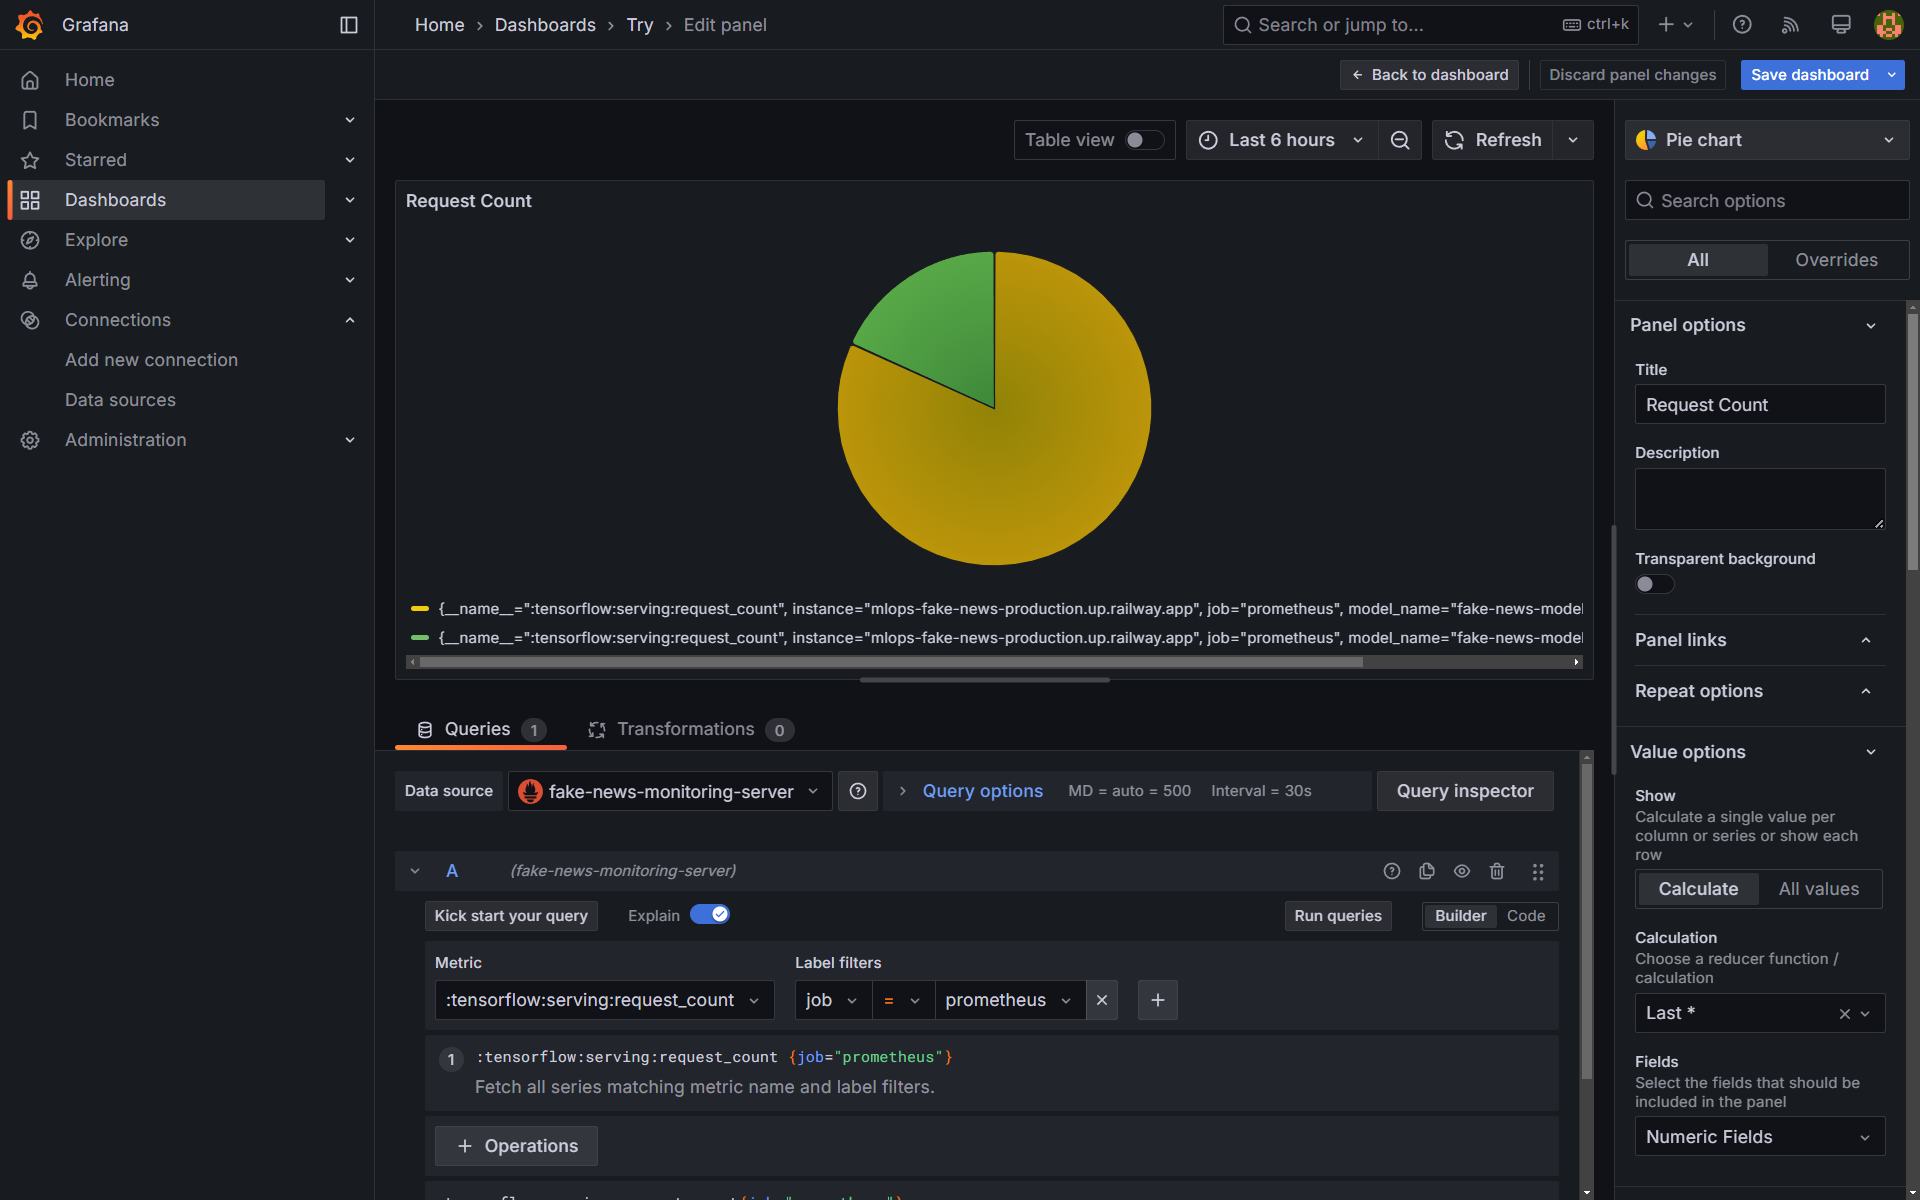 Grafana
Home
Dashboards
Try
Edit panel
Search or jump to...
ctrl+k
Back to dashboard
Discard panel changes
Save dashboard
Home
Bookmarks
Starred
Dashboards
Explore
Alerting
Connections
Add new connection
Data sources
Administration
Table view
Last 6 hours
Refresh
Request Count
{__name__=":tensorflow:serving:request_count", instance="mlops-fake-news-production.up.railway.app", job="prometheus", model_name="fake-news-model
{__name__=":tensorflow:serving:request_count", instance="mlops-fake-news-production.up.railway.app", job="prometheus", model_name="fake-news-model
Queries 1
Transformations 0
Data source
fake-news-monitoring-server
Query options
MD = auto = 500
Interval = 30s
Query inspector
A
(fake-news-monitoring-server)
Kick start your query
Explain
Run queries
Builder
Code
Metric
Label filters
:tensorflow:serving:request_count
job
=
prometheus
1
:tensorflow:serving:request_count {job="prometheus"}
Fetch all series matching metric name and label filters.
+ Operations
Pie chart
Search options
All
Overrides
Panel options
Title
Request Count
Description
Transparent background
Panel links
Repeat options
Value options
Show
Calculate a single value per
column or series or show each
row
Calculate
All values
Calculation
Choose a reducer function /
calculation
Last *
Fields
Select the fields that should be
included in the panel
Numeric Fields